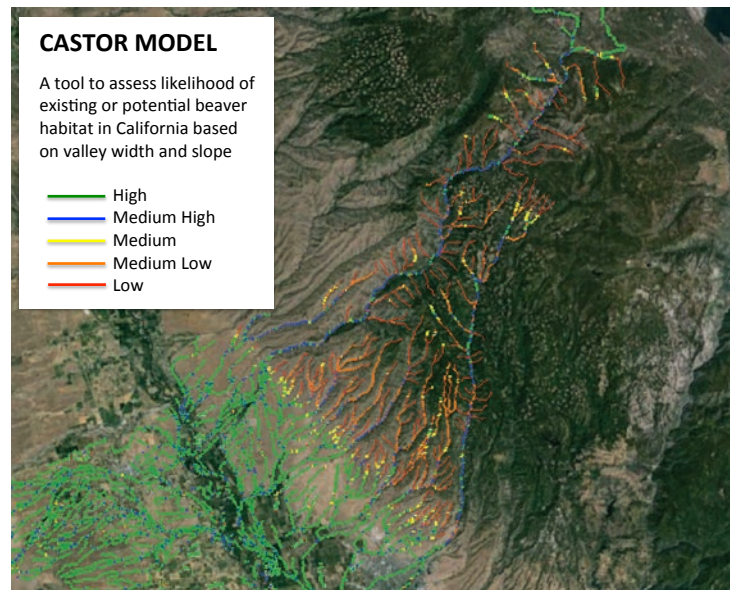 CASTOR MODEL
A tool to assess likelihood of
existing or potential beaver
habitat in California based
on valley width and slope
High
Medium High
Medium
Medium Low
Low